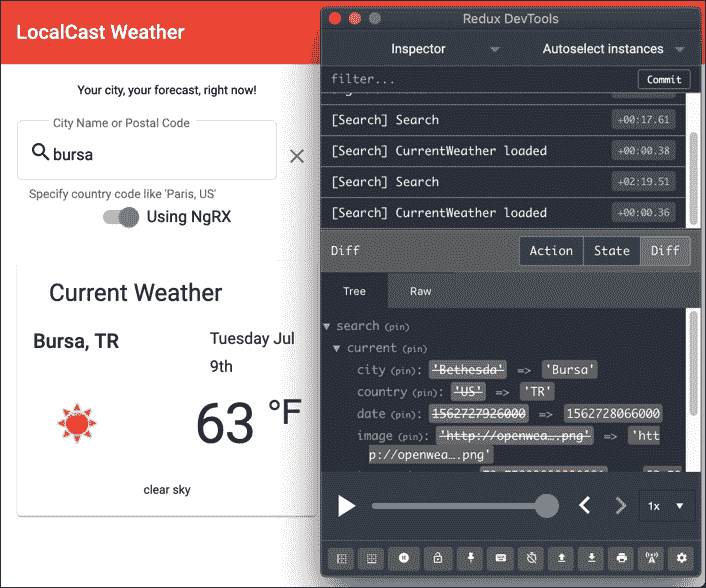 LocalCast Weather
Your city, your forecast, right now!
City Name or Postal Code
bursa
Specify country code like 'Paris, US'
Using NgRX
Current Weather
Bursa, TR
Tuesday Jul
9th
63 °F
clear sky
Redux DevTools
Inspector
Autoselect instances
filter...
Commit
[Search] Search +00:17.61
[Search] CurrentWeather loaded +00:00.38
[Search] Search +02:19.51
[Search] CurrentWeather loaded +00:00.36
Diff
Action State Diff
Tree Raw
search (pin)
current (pin)
city (pin): 'Bethesda' => 'Bursa'
country (pin): 'US' => 'TR'
date (pin): 1562727926000 => 1562728066000
image (pin): 'http://openwea….png' => 'htt
p://openwea….png'
1x